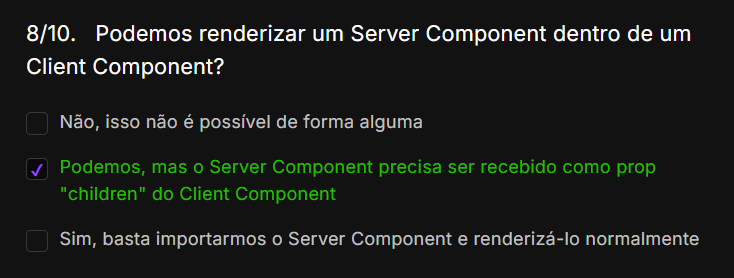 8/10. Podemos renderizar um Server Component dentro de um
Client Component?
Não, isso não é possível de forma alguma
Podemos, mas o Server Component precisa ser recebido como prop
"children" do Client Component
Sim, basta importarmos o Server Component e renderizá-lo normalmente